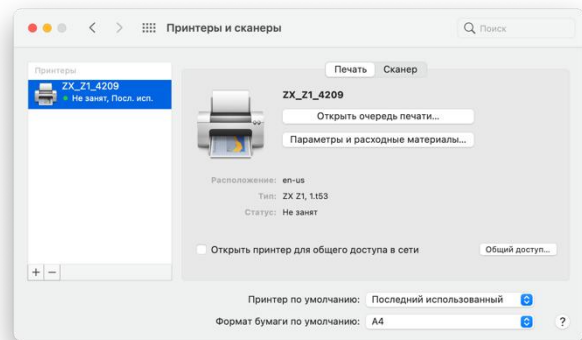 Принтеры и сканеры
Поиск
Принтеры
ZX_Z1_4209
Не занят, Посл. исп.
Печать Сканер
ZX_Z1_4209
Открыть очередь печати...
Параметры и расходные материалы...
Расположение: en-us
Тип: ZX Z1, 1.t53
Статус: Не занят
Открыть принтер для общего доступа в сети
Общий доступ...
+ −
Принтер по умолчанию: Последний использованный
Формат бумаги по умолчанию: A4
?